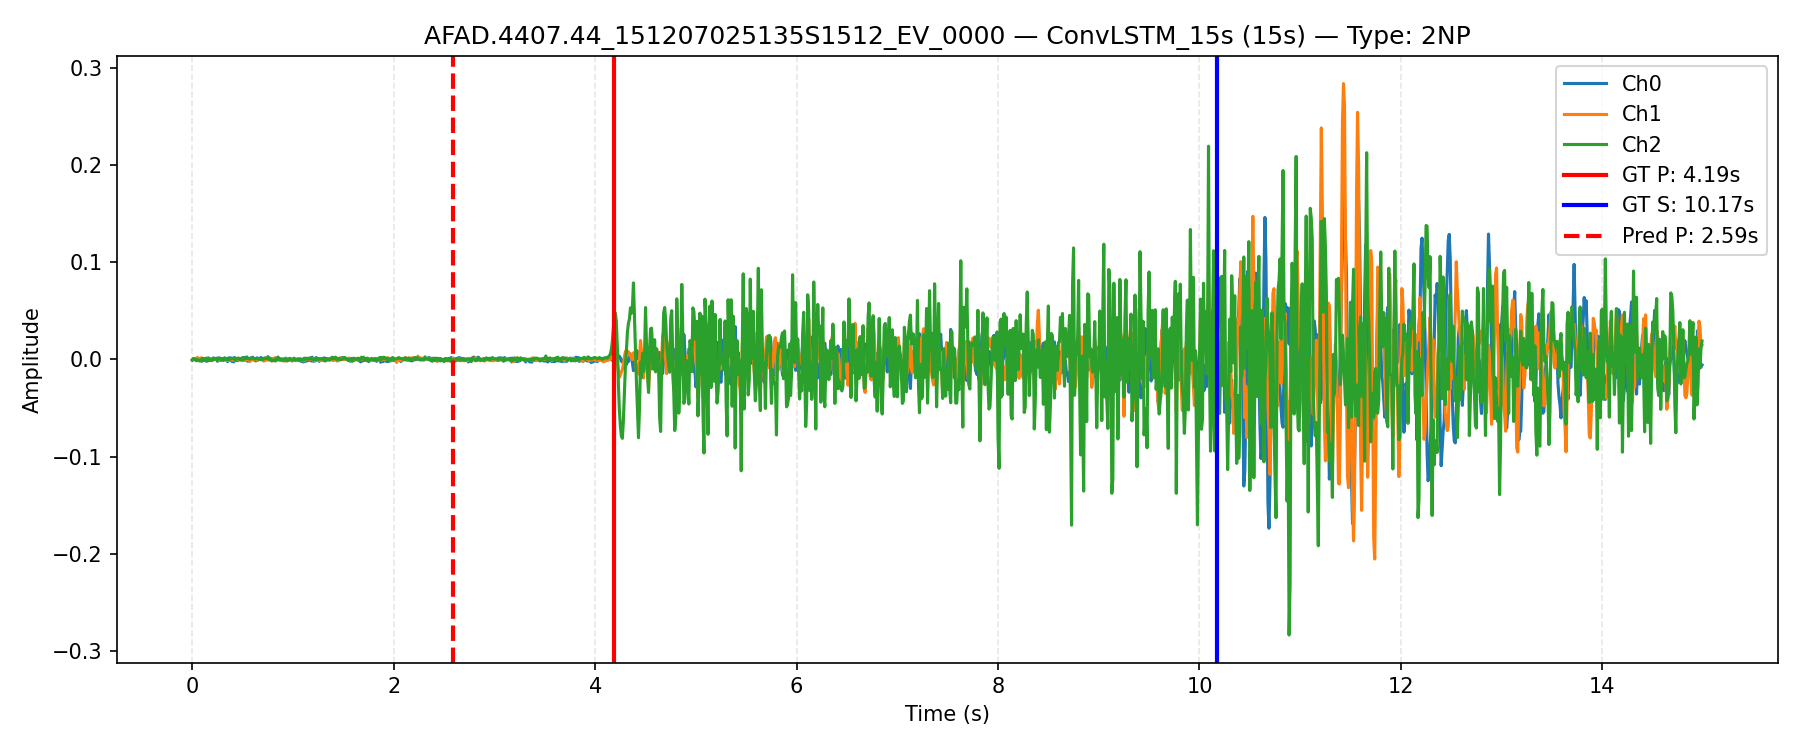 AFAD.4407.44_151207025135S1512_EV_0000 — ConvLSTM_15s (15s) — Type: 2NP
Ch0
Ch1
Ch2
GT P: 4.19s
GT S: 10.17s
Pred P: 2.59s
0.3
0.2
0.1
0.0
−0.1
−0.2
−0.3
Amplitude
0 2 4 6 8 10 12 14
Time (s)